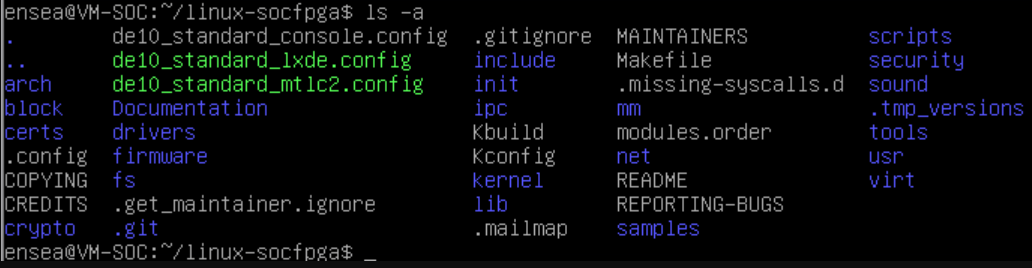 ensea@VM-SOC:~/linux-socfpga$ ls -a
. de10_standard_console.config .gitignore MAINTAINERS scripts
.. de10_standard_lxde.config include Makefile security
arch de10_standard_mtlc2.config init .missing-syscalls.d sound
block Documentation ipc mm .tmp_versions
certs drivers Kbuild modules.order tools
.config firmware Kconfig net usr
COPYING fs kernel README virt
CREDITS .get_maintainer.ignore lib REPORTING-BUGS
crypto .git .mailmap samples
ensea@VM-SOC:~/linux-socfpga$ _